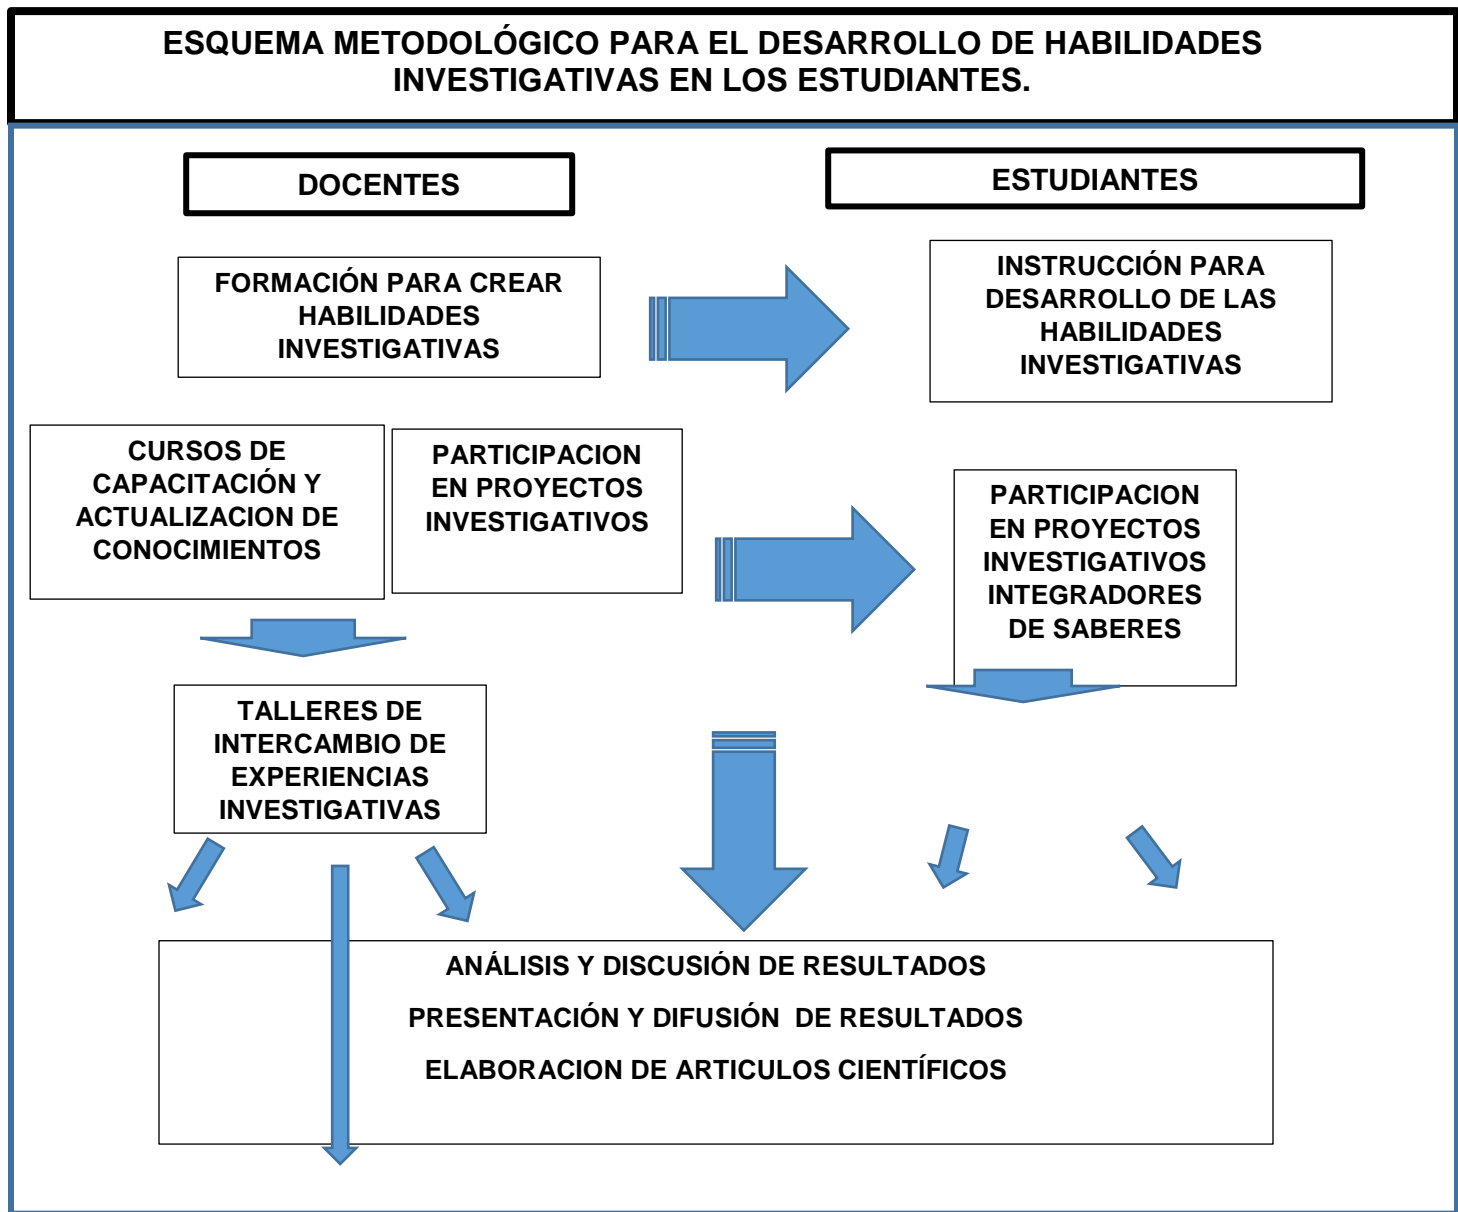 ESQUEMA METODOLÓGICO PARA EL DESARROLLO DE HABILIDADES
INVESTIGATIVAS EN LOS ESTUDIANTES.
DOCENTES
ESTUDIANTES
FORMACIÓN PARA CREAR
HABILIDADES
INVESTIGATIVAS
INSTRUCCIÓN PARA
DESARROLLO DE LAS
HABILIDADES
INVESTIGATIVAS
CURSOS DE
CAPACITACIÓN Y
ACTUALIZACION DE
CONOCIMIENTOS
PARTICIPACION
EN PROYECTOS
INVESTIGATIVOS
PARTICIPACION
EN PROYECTOS
INVESTIGATIVOS
INTEGRADORES
DE SABERES
TALLERES DE
INTERCAMBIO DE
EXPERIENCIAS
INVESTIGATIVAS
ANÁLISIS Y DISCUSIÓN DE RESULTADOS
PRESENTACIÓN Y DIFUSIÓN  DE RESULTADOS
ELABORACION DE ARTICULOS CIENTÍFICOS